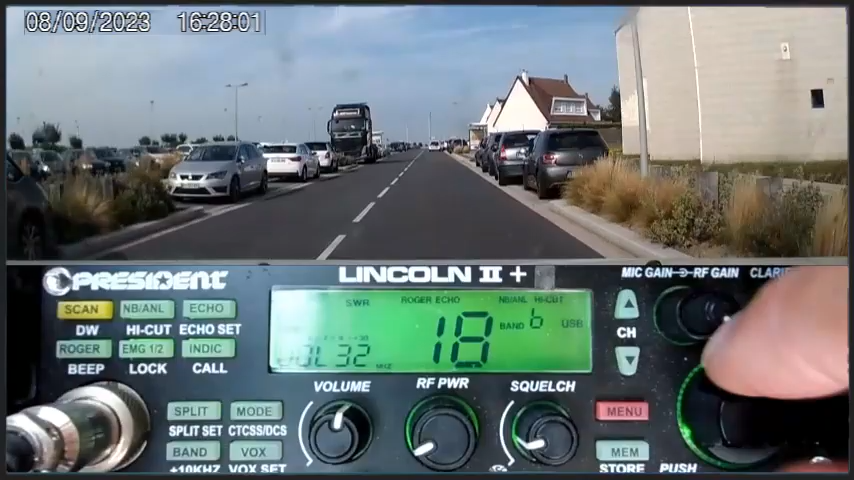 08/09/2023 16:28:01
PRESIDENT LINCOLN II + MIC GAIN RF GAIN CLARIF
SCAN NB/ANL ECHO
DW HI-CUT ECHO SET
ROGER EMG 1/2 INDIC
BEEP LOCK CALL
SWR ROGER ECHO NB/ANL HI-CUT
18 BAND b USB
VOL 32
CH
VOLUME RF PWR SQUELCH
SPLIT MODE
SPLIT SET CTCSS/DCS
BAND VOX
+10KHZ VOX SET
MENU
MEM
STORE PUSH